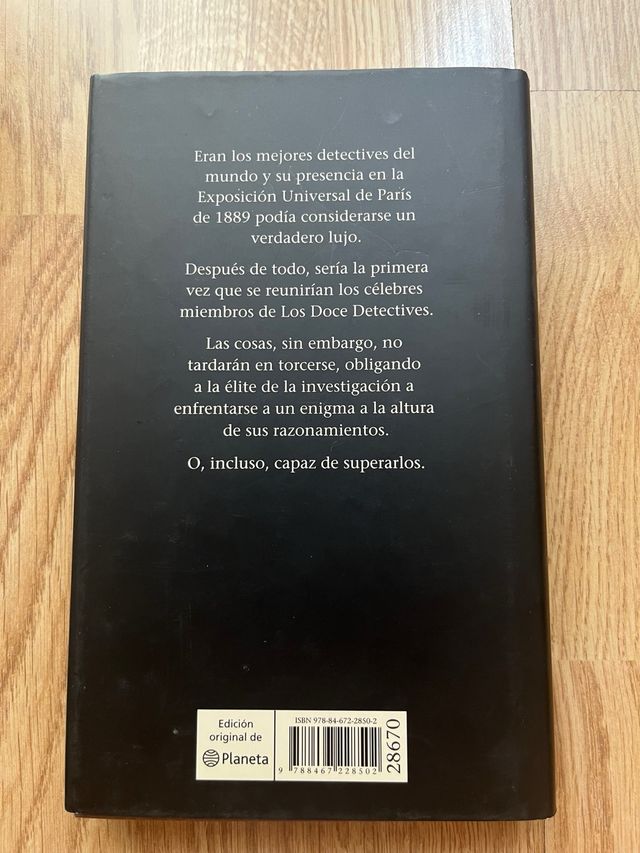 Eran los mejores detectives del
mundo y su presencia en la
Exposición Universal de París
de 1889 podía considerarse un
verdadero lujo.
Después de todo, sería la primera
vez que se reunirían los célebres
miembros de Los Doce Detectives.
Las cosas, sin embargo, no
tardarán en torcerse, obligando
a la élite de la investigación a
enfrentarse a un enigma a la altura
de sus razonamientos.
O, incluso, capaz de superarlos.
Edición
original de
Planeta
ISBN 978-84-672-2850-2
9 788467 228502
28670